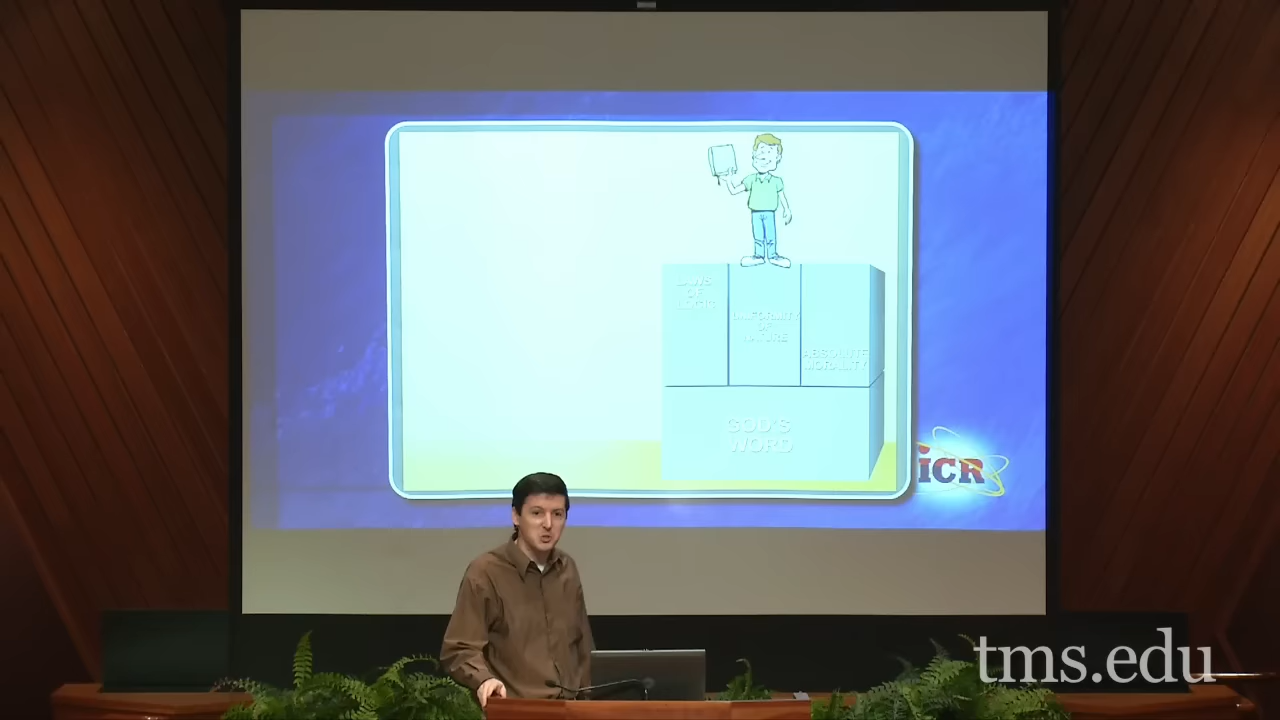 LAWS
OF
LOGIC
UNIFORMITY
OF
NATURE
ABSOLUTE
MORALITY
GOD'S
WORD
iCR
tms.edu